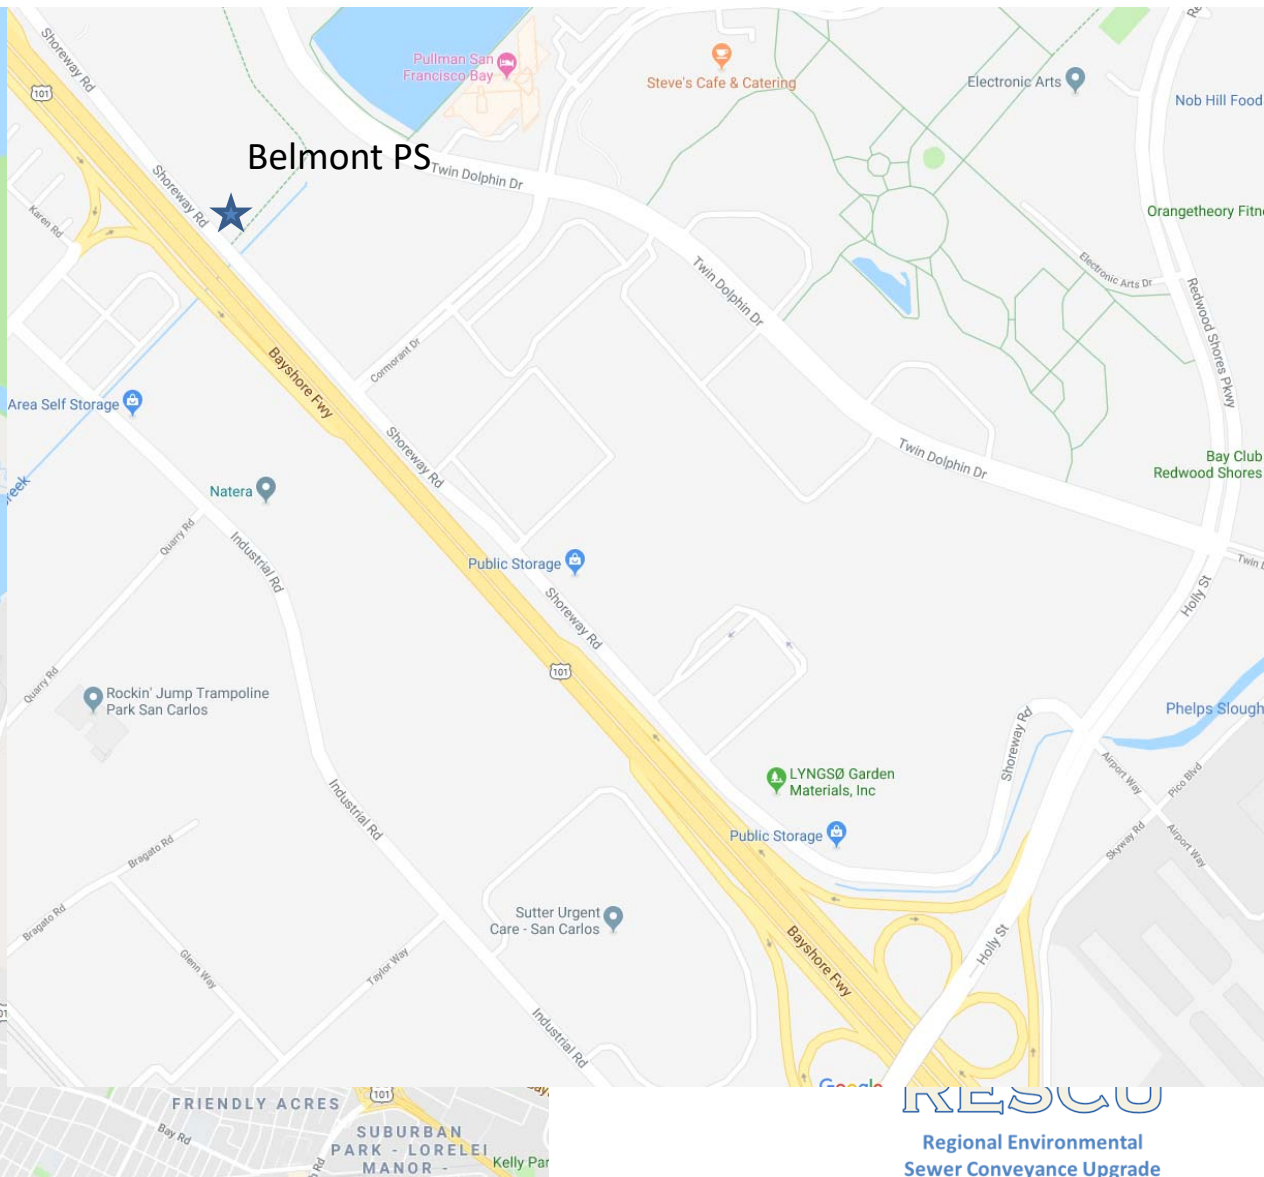 Shoreway Rd
101
Pullman San
Francisco Bay
Steve's Cafe & Catering
Electronic Arts
Nob Hill Food
Belmont PS
Twin Dolphin Dr
Shoreway Rd
Karen Rd
Orangetheory Fitn
Twin Dolphin Dr
Electronic Arts Dr
Redwood Shores Pkwy
Bayshore Fwy
Cormorant Dr
Area Self Storage
Shoreway Rd
Twin Dolphin Dr
Bay Club
Redwood Shores
reek
Natera
Quarry Rd
Industrial Rd
Public Storage
Twin D
Holly St
Shoreway Rd
101
Quarry Rd
Rockin' Jump Trampoline
Park San Carlos
Phelps Slough
Shoreway Rd
Airport Way
Pico Blvd
LYNGSØ Garden
Materials, Inc
Industrial Rd
Public Storage
Skyway Rd
Airport Way
Bragato Rd
Bragato Rd
Sutter Urgent
Care - San Carlos
Bayshore Fwy
Holly St
Glenn Way
Taylor Way
Industrial Rd
Google
FRIENDLY ACRES
101
Bay Rd
SUBURBAN
PARK - LORELEI
MANOR -
Kelly Par
RESCU
Regional Environmental
Sewer Conveyance Upgrade